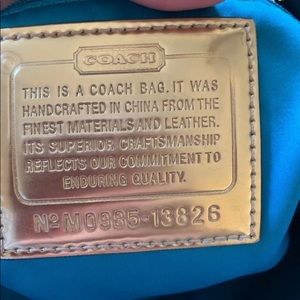 COACH
THIS IS A COACH BAG. IT WAS
HANDCRAFTED IN CHINA FROM THE
FINEST MATERIALS AND LEATHER.
ITS SUPERIOR CRAFTSMANSHIP
REFLECTS OUR COMMITMENT TO
ENDURING QUALITY.
Nº M0985-13826